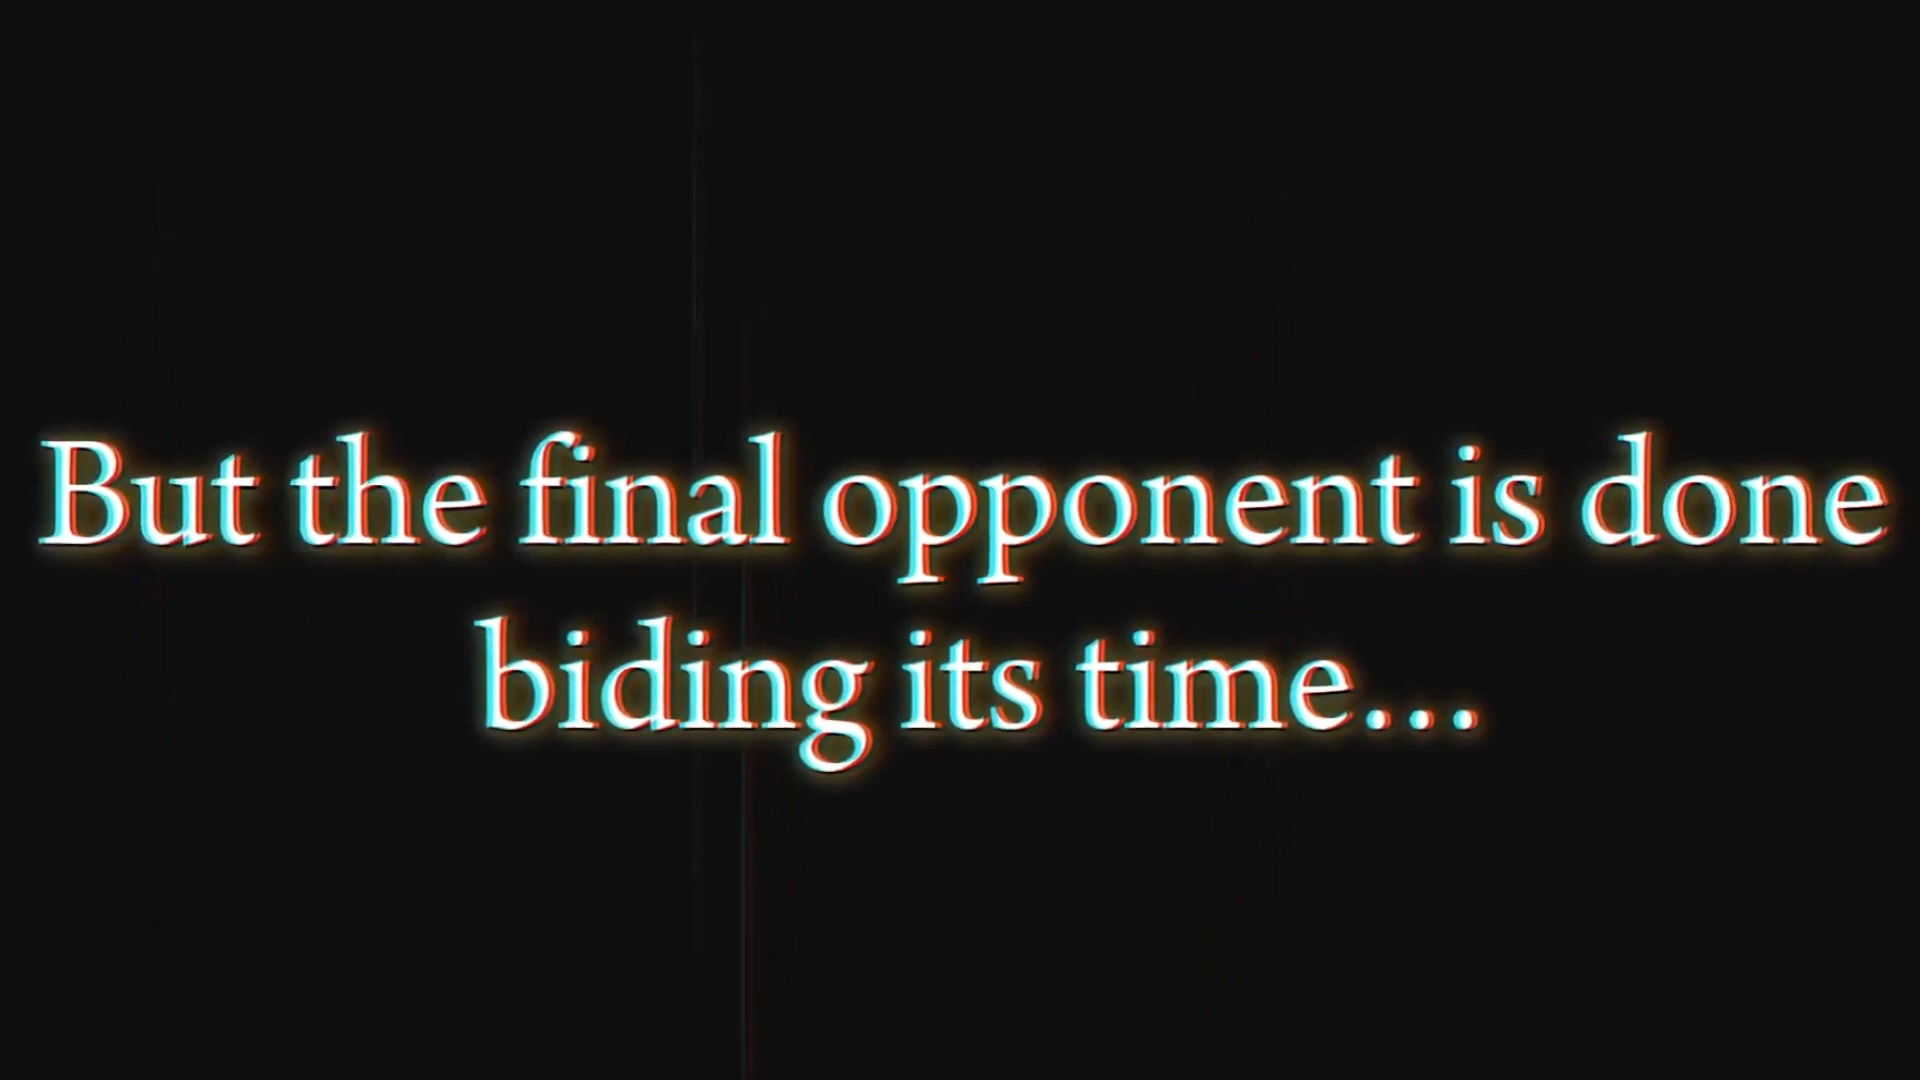 But the final opponent is done
biding its time...